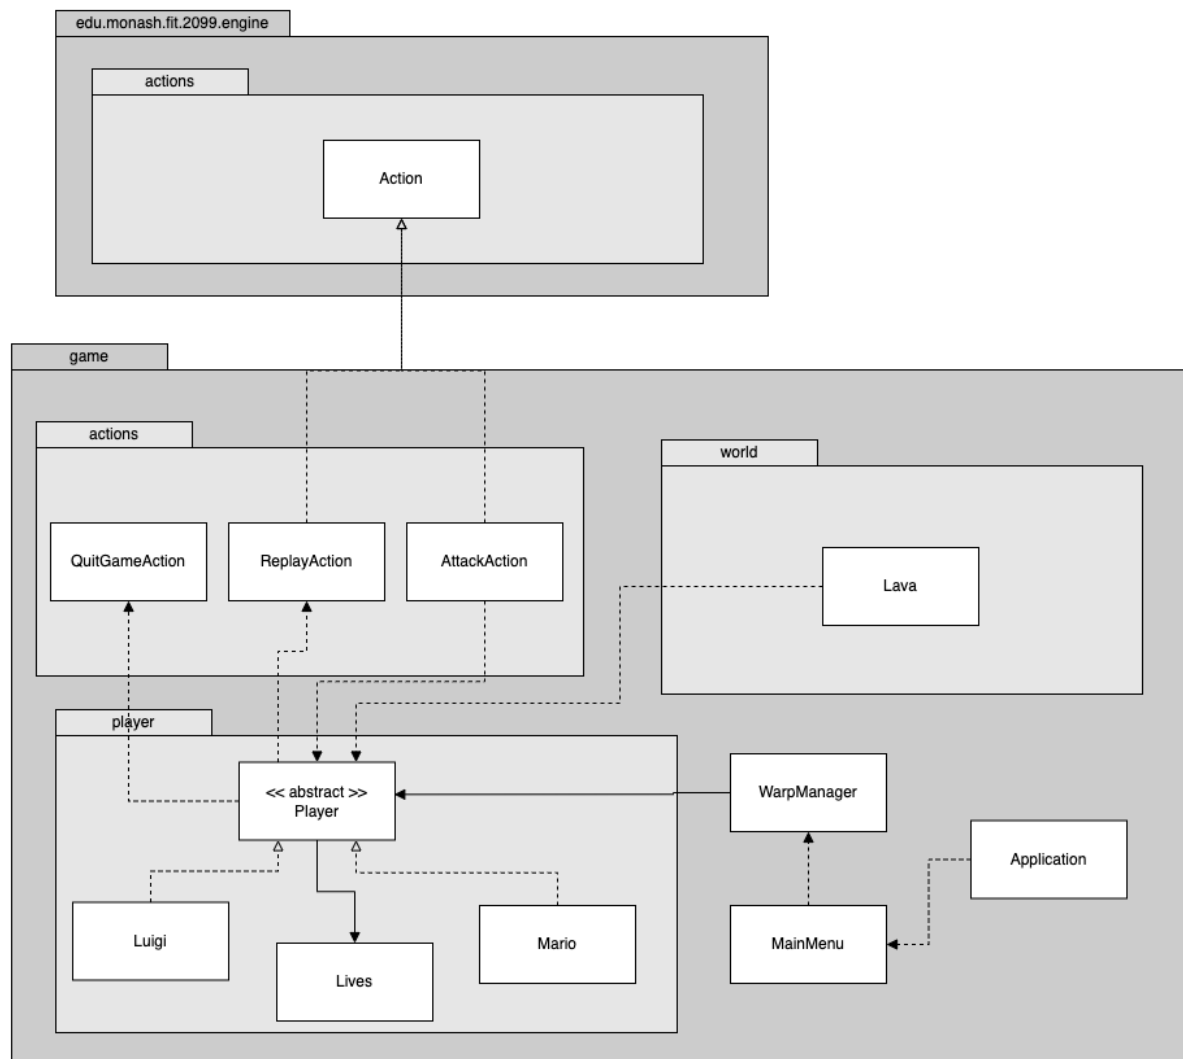 edu.monash.fit.2099.engine
actions
Action
game
actions
world
QuitGameAction
ReplayAction
AttackAction
Lava
player
<< abstract >>
Player
WarpManager
Application
Luigi
Lives
Mario
MainMenu